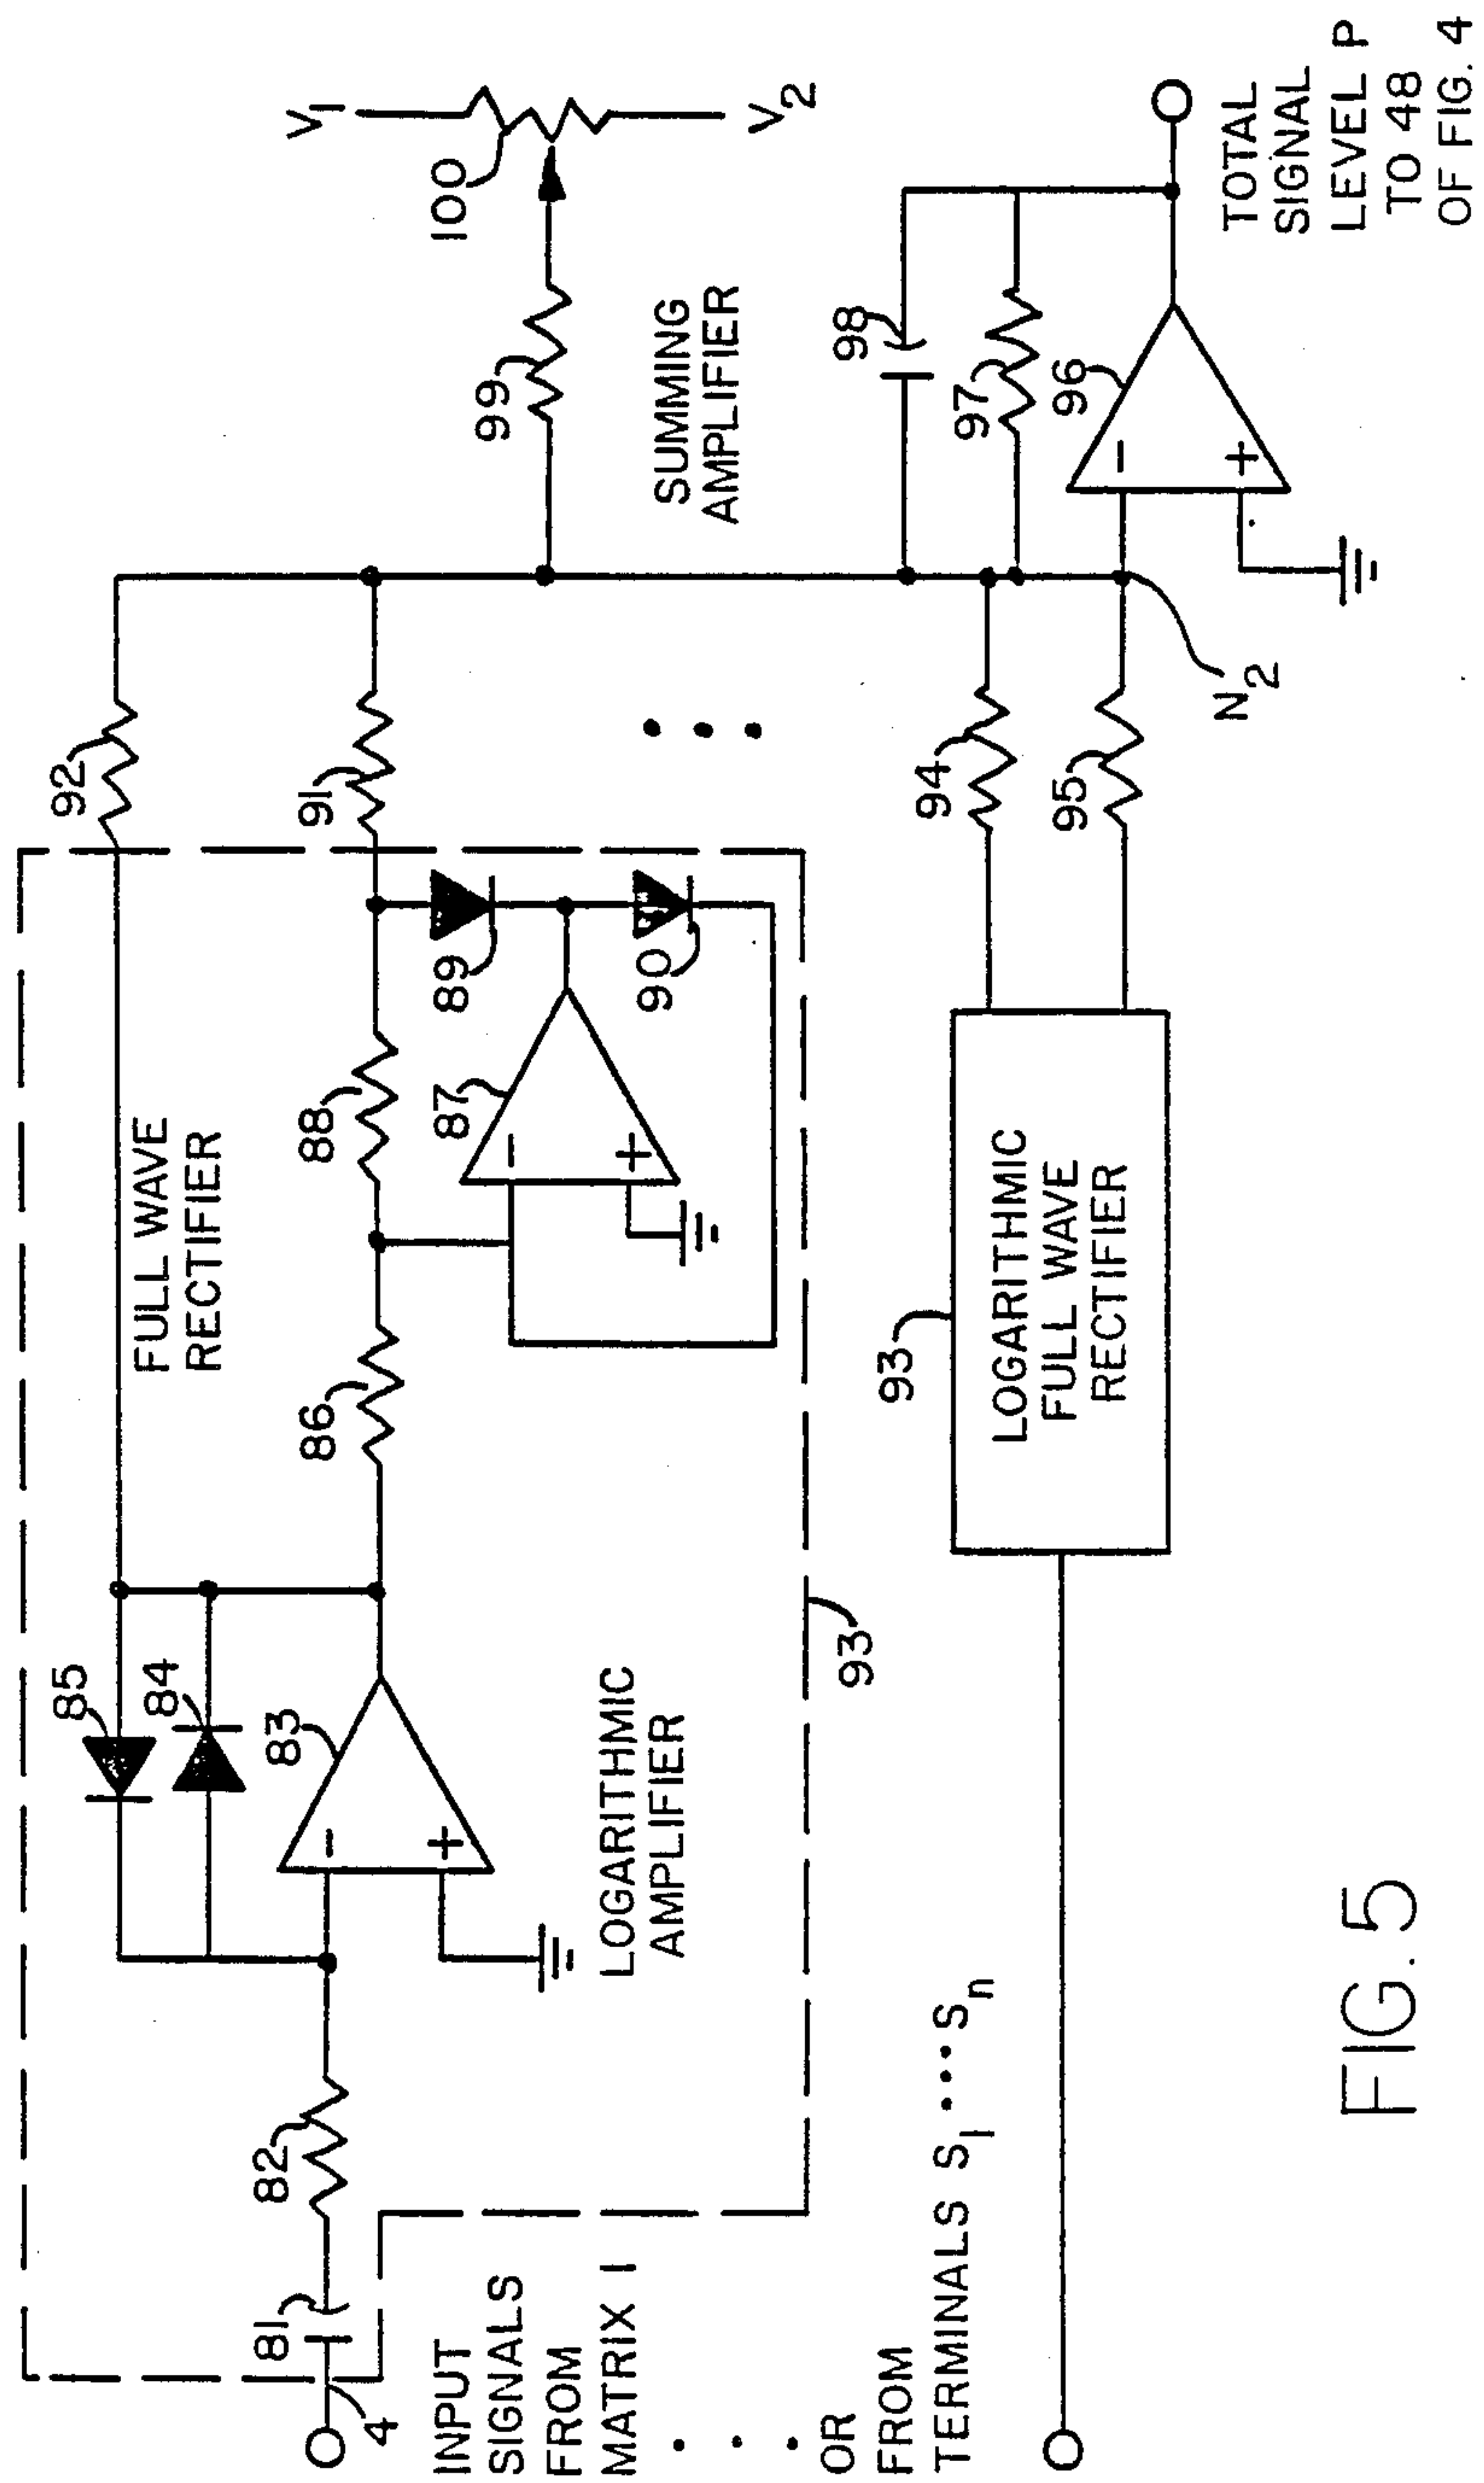 92
FULL WAVE
RECTIFIER
85
84
83
LOGARITHMIC
AMPLIFIER
81
82
4
86
88
87
89
90
91
93
INPUT
SIGNALS
FROM
MATRIX 1
OR
FROM
TERMINALS S1 ... Sn
93
LOGARITHMIC
FULL WAVE
RECTIFIER
94
95
N2
V1
100
V2
99
SUMMING
AMPLIFIER
98
97
96
- +
- +
- +
TOTAL
SIGNAL
LEVEL P
TO 48
OF FIG. 4
FIG. 5